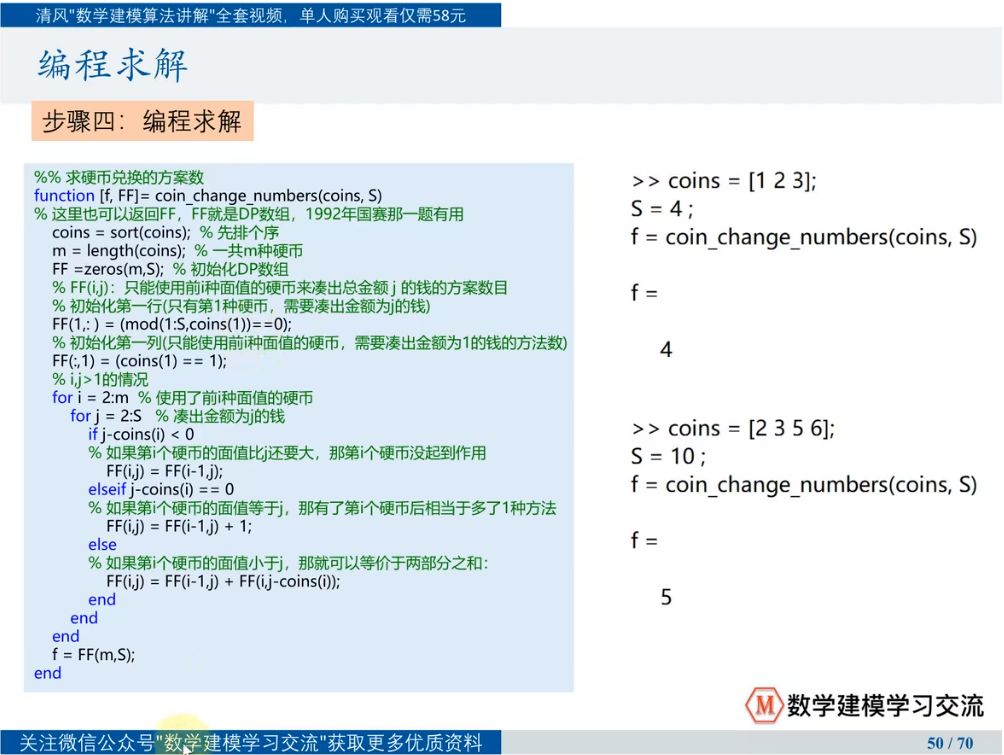 清风"数学建模算法讲解"全套视频，单人购买观看仅需58元
编程求解
步骤四：编程求解
%% 求硬币兑换的方案数
function [f, FF]= coin_change_numbers(coins, S)
% 这里也可以返回FF，FF就是DP数组，1992年国赛那一题有用
coins = sort(coins); % 先排个序
m = length(coins); % 一共m种硬币
FF =zeros(m,S); % 初始化DP数组
% FF(i,j)：只能使用前i种面值的硬币来凑出总金额 j 的钱的方案数目
% 初始化第一行(只有第1种硬币，需要凑出金额为j的钱)
FF(1,: ) = (mod(1:S,coins(1))==0);
% 初始化第一列(只能使用前i种面值的硬币，需要凑出金额为1的钱的方法数)
FF(:,1) = (coins(1) == 1);
% i,j>1的情况
for i = 2:m % 使用了前i种面值的硬币
for j = 2:S % 凑出金额为j的钱
if j-coins(i) < 0
% 如果第i个硬币的面值比j还要大，那第i个硬币没起到作用
FF(i,j) = FF(i-1,j);
elseif j-coins(i) == 0
% 如果第i个硬币的面值等于j，那有了第i个硬币后相当于多了1种方法
FF(i,j) = FF(i-1,j) + 1;
else
% 如果第i个硬币的面值小于j，那就可以等价于两部分之和：
FF(i,j) = FF(i-1,j) + FF(i,j-coins(i));
end
end
end
f = FF(m,S);
end
>> coins = [1 2 3];
S = 4 ;
f = coin_change_numbers(coins, S)
f =
4
>> coins = [2 3 5 6];
S = 10 ;
f = coin_change_numbers(coins, S)
f =
5
M 数学建模学习交流
关注微信公众号"数学建模学习交流"获取更多优质资料
50 / 70